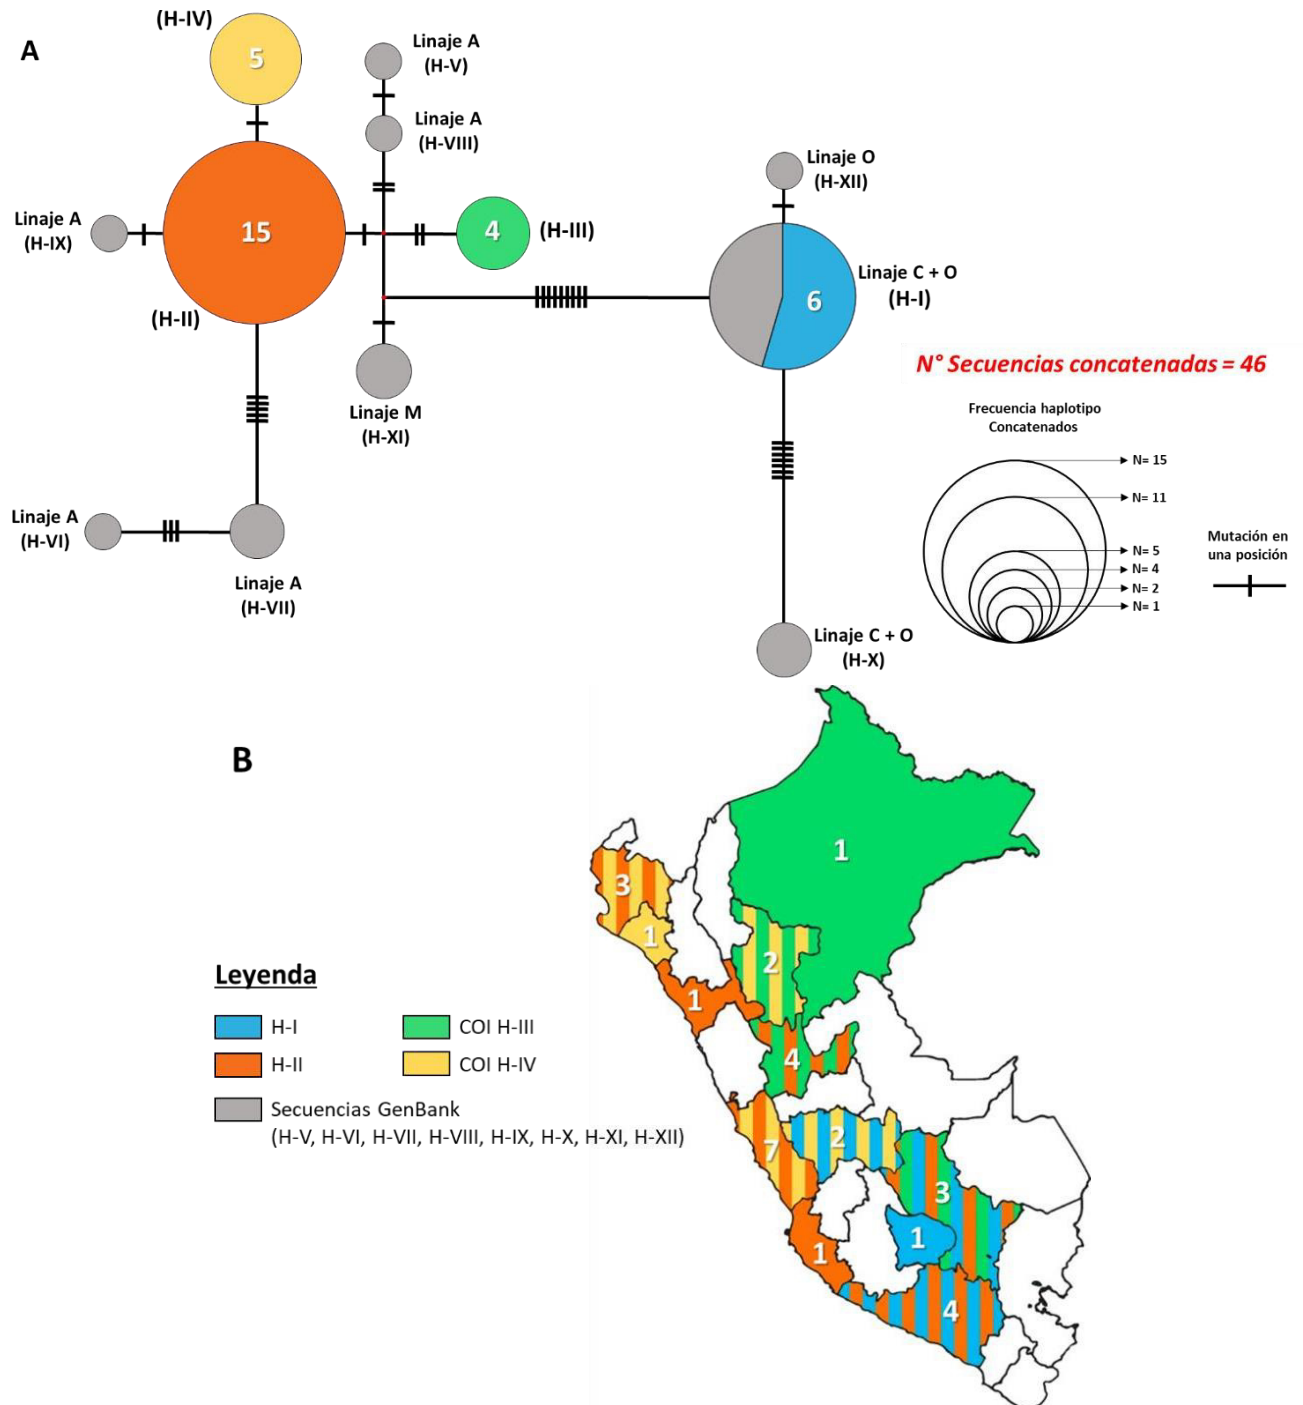 A
(H-IV)
5
Linaje A
(H-V)
Linaje A
(H-VIII)
Linaje O
(H-XII)
Linaje A
(H-IX)
15
4
(H-III)
(H-II)
6
Linaje C + O
(H-I)
Linaje M
(H-XI)
Linaje A
(H-VI)
Linaje A
(H-VII)
Linaje C + O
(H-X)
N° Secuencias concatenadas = 46
Frecuencia haplotipo
Concatenados
N= 15
N= 11
N= 5
N= 4
N= 2
N= 1
Mutación en
una posición
B
1
3
1
2
1
4
7
2
3
1
1
4
Leyenda
H-I
COI H-III
H-II
COI H-IV
Secuencias GenBank
(H-V, H-VI, H-VII, H-VIII, H-IX, H-X, H-XI, H-XII)